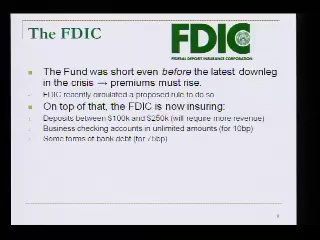 The FDIC
FDIC
FEDERAL DEPOSIT INSURANCE CORPORATION
The Fund was short even before the latest downleg
in the crisis → premiums must rise.
FDIC recently circulated a proposed rule to do so
On top of that, the FDIC is now insuring:
Deposits between $100k and $250k (will require more revenue)
Business checking accounts in unlimited amounts (for 10bp)
Some forms of bank debt (for 75bp)